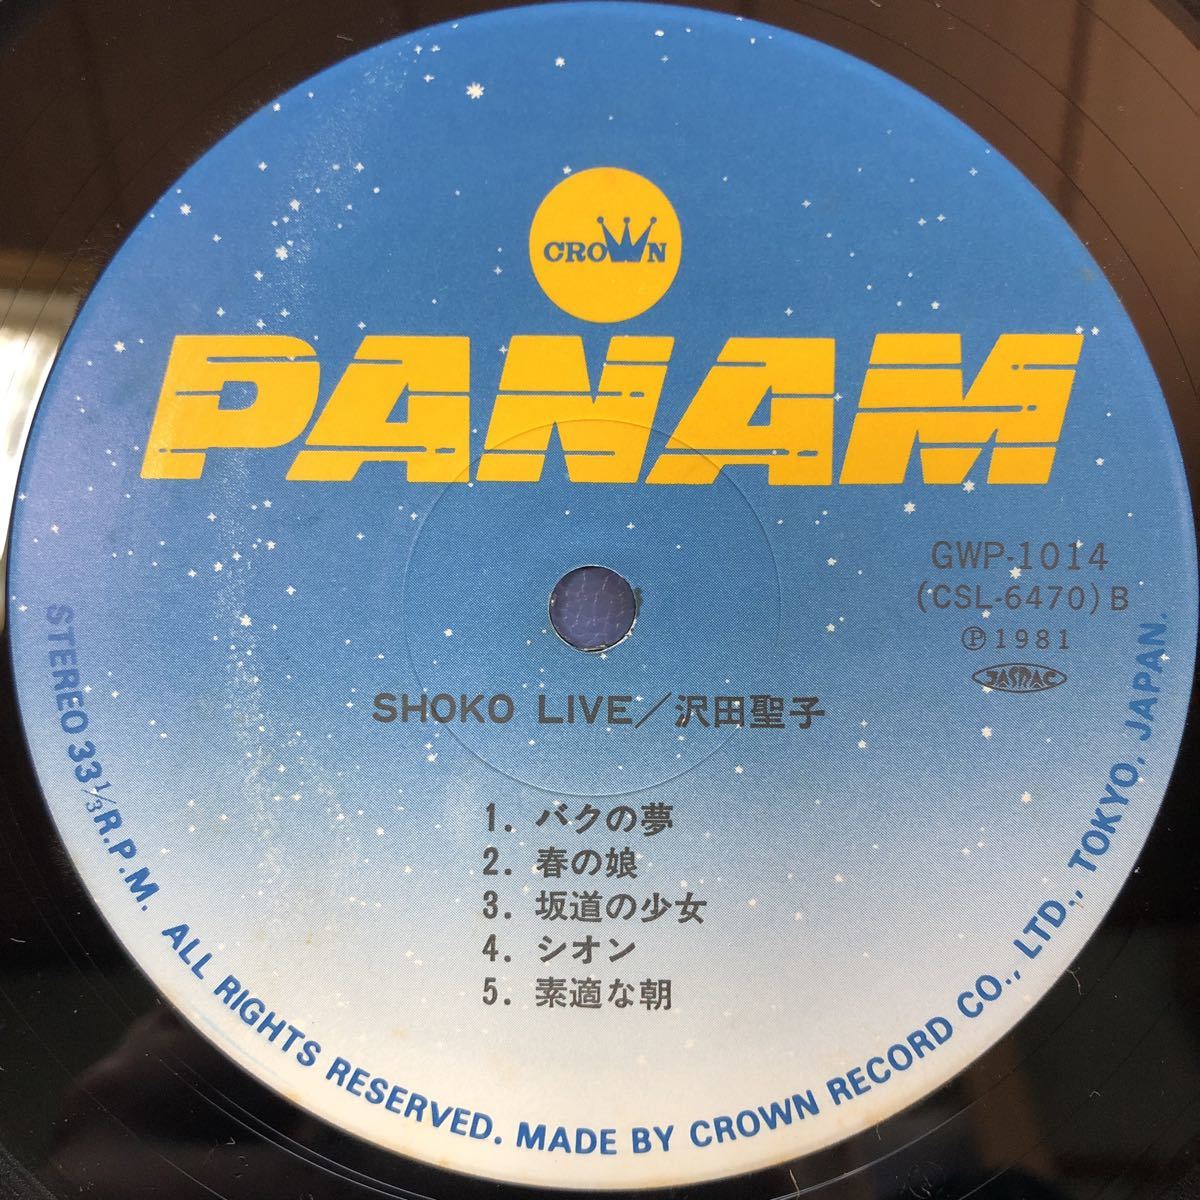 CROWN
PANAM
GWP-1014
(CSL-6470) B
Ⓟ1981
JASRAC
SHOKO LIVE／沢田聖子
1. バクの夢
2. 春の娘
3. 坂道の少女
4. シオン
5. 素適な朝
STEREO 33⅓ R.P.M. ALL RIGHTS RESERVED. MADE BY CROWN RECORD CO., LTD., TOKYO, JAPAN.